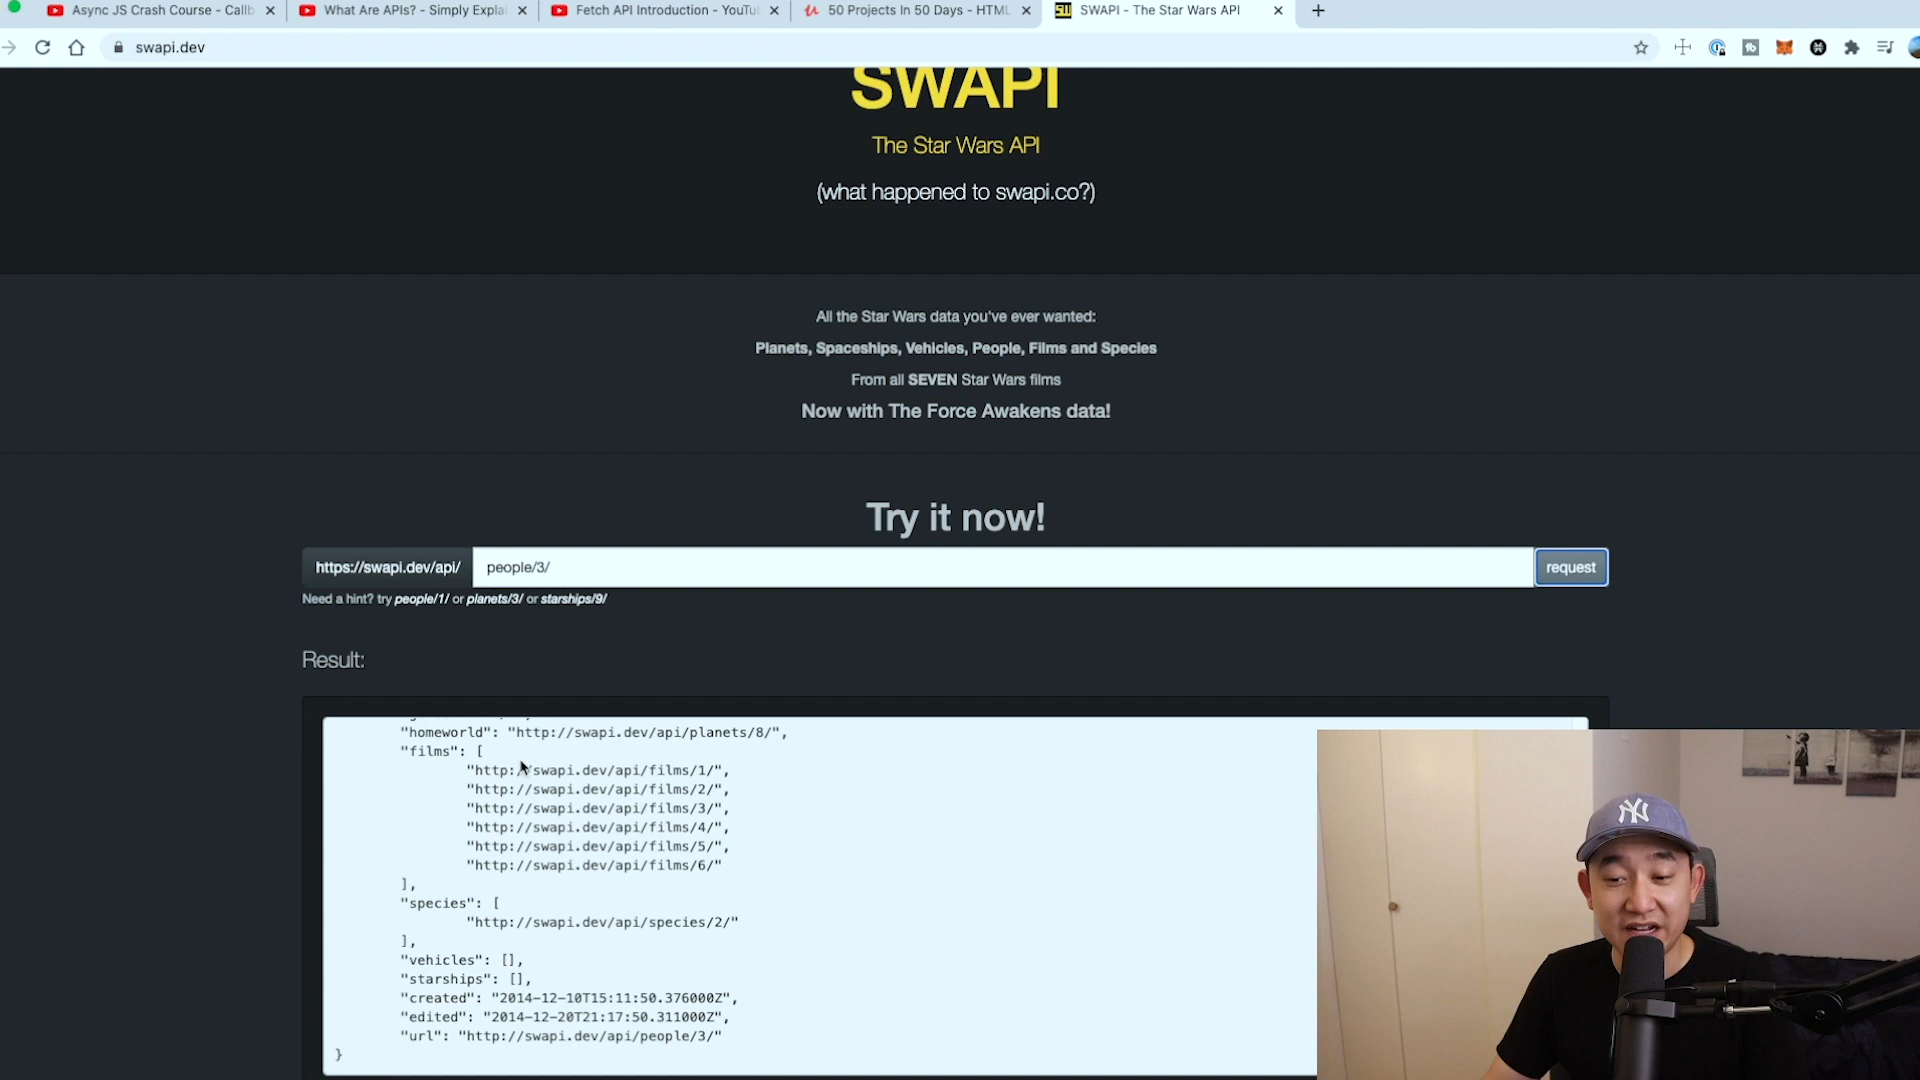 Async JS Crash Course - Callb
What Are APIs? - Simply Explai
Fetch API Introduction - YouTu
50 Projects In 50 Days - HTML
SWAPI - The Star Wars API
swapi.dev
SWAPI
The Star Wars API
(what happened to swapi.co?)
All the Star Wars data you've ever wanted:
Planets, Spaceships, Vehicles, People, Films and Species
From all SEVEN Star Wars films
Now with The Force Awakens data!
Try it now!
https://swapi.dev/api/ people/3/ request
Need a hint? try people/1/ or planets/3/ or starships/9/
Result:
"homeworld": "http://swapi.dev/api/planets/8/",
"films": [
"http://swapi.dev/api/films/1/",
"http://swapi.dev/api/films/2/",
"http://swapi.dev/api/films/3/",
"http://swapi.dev/api/films/4/",
"http://swapi.dev/api/films/5/",
"http://swapi.dev/api/films/6/"
],
"species": [
"http://swapi.dev/api/species/2/"
],
"vehicles": [],
"starships": [],
"created": "2014-12-10T15:11:50.376000Z",
"edited": "2014-12-20T21:17:50.311000Z",
"url": "http://swapi.dev/api/people/3/"
}
NY